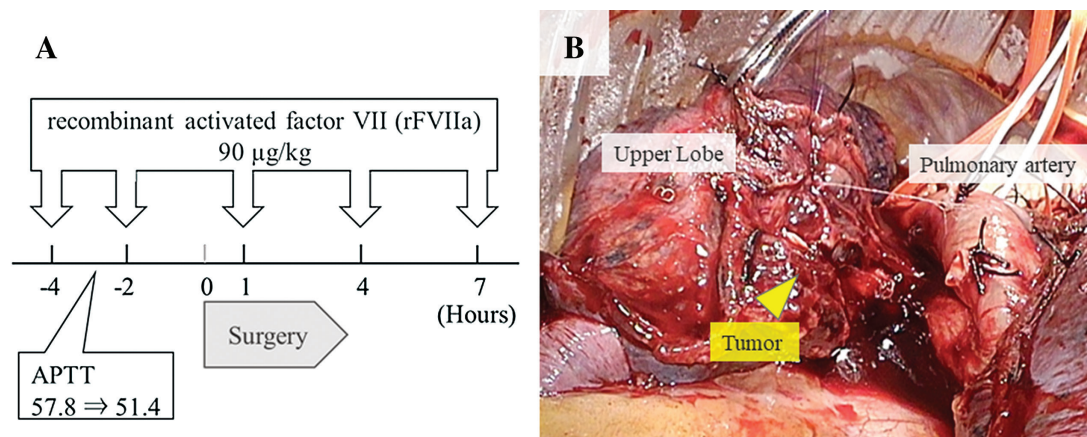 A
recombinant activated factor VII (rFVIIa)
90 µg/kg
-4
-2
0
1
4
7
(Hours)
Surgery
APTT
57.8 ⇒ 51.4
B
Upper Lobe
Pulmonary artery
Tumor